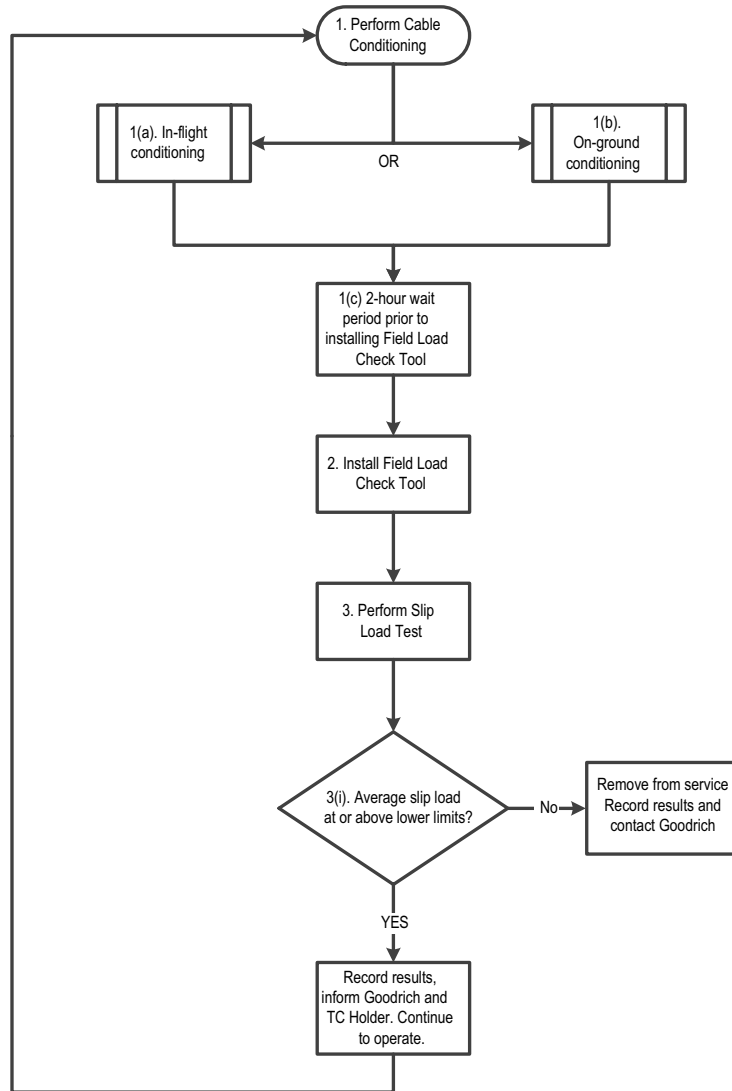 1. Perform Cable
Conditioning
1(a). In-flight
conditioning
OR
1(b).
On-ground
conditioning
1(c) 2-hour wait
period prior to
installing Field Load
Check Tool
2. Install Field Load
Check Tool
3. Perform Slip
Load Test
3(i). Average slip load
at or above lower limits?
No
Remove from service
Record results and
contact Goodrich
YES
Record results,
inform Goodrich and
TC Holder. Continue
to operate.